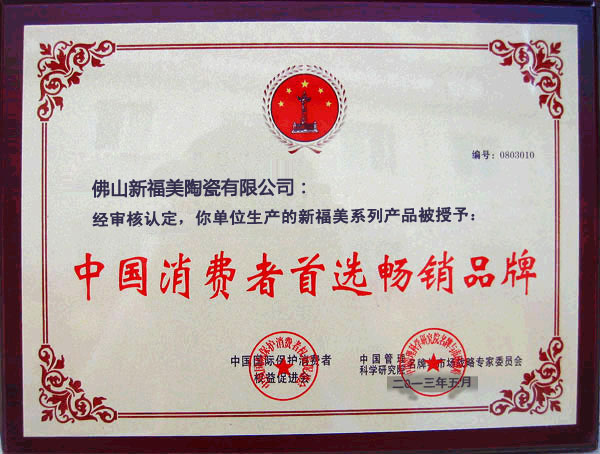 编号：0803010
佛山新福美陶瓷有限公司：
经审核认定，你单位生产的新福美系列产品被授予：
中国消费者首选畅销品牌
中国国际保护消费者
权益促进会
中国管理
科学研究院
名牌与市场战略专家委员会
二〇一三年五月